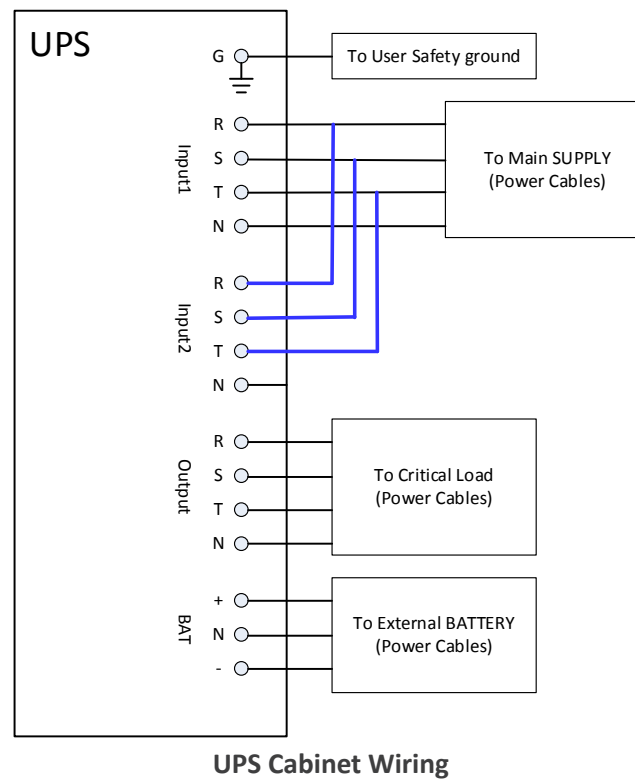 UPS
G
To User Safety ground
Input1
R
S
T
N
To Main SUPPLY
(Power Cables)
Input2
R
S
T
N
Output
R
S
T
N
To Critical Load
(Power Cables)
BAT
+
N
-
To External BATTERY
(Power Cables)
UPS Cabinet Wiring